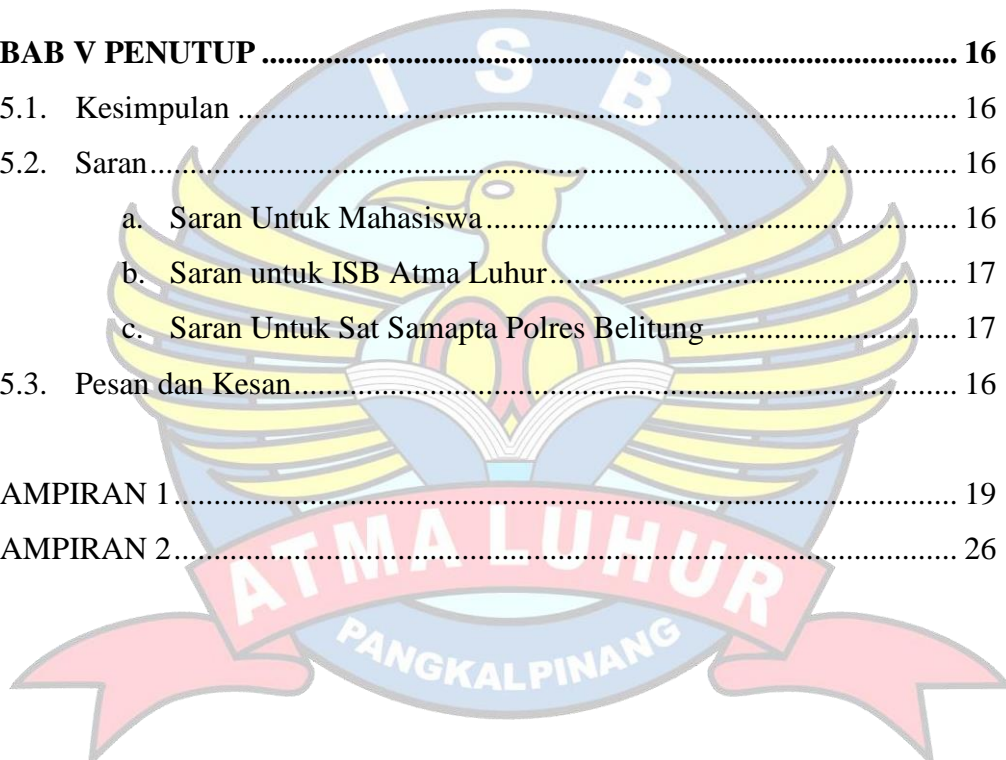 I S B
BAB V PENUTUP ........................................................................................ 16
5.1. Kesimpulan ........................................................................................... 16
5.2. Saran...................................................................................................... 16
a. Saran Untuk Mahasiswa............................................................ 16
b. Saran untuk ISB Atma Luhur.................................................... 17
c. Saran Untuk Sat Samapta Polres Belitung ................................ 17
5.3. Pesan dan Kesan.................................................................................... 16
AMPIRAN 1................................................................................................... 19
AMPIRAN 2................................................................................................... 26
ATMA LUHUR
PANGKALPINANG